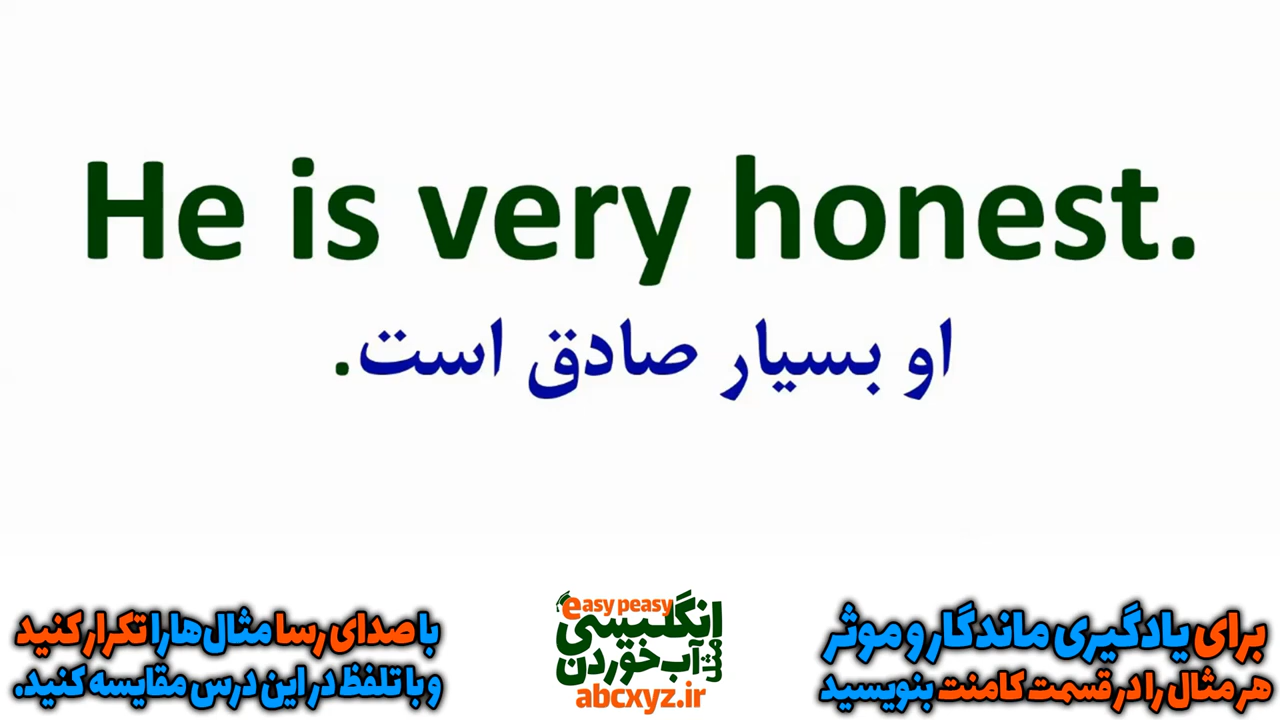 He is very honest.
او بسیار صادق است.
برای یادگیری ماندگار و موثر
هر مثال را در قسمت کامنت بنویسید
easy peasy
انگلیسی
مثل
آب خوردن
abcxyz.ir
با صدای رسا مثال‌ها را تکرار کنید
و با تلفظ در این درس مقایسه کنید.